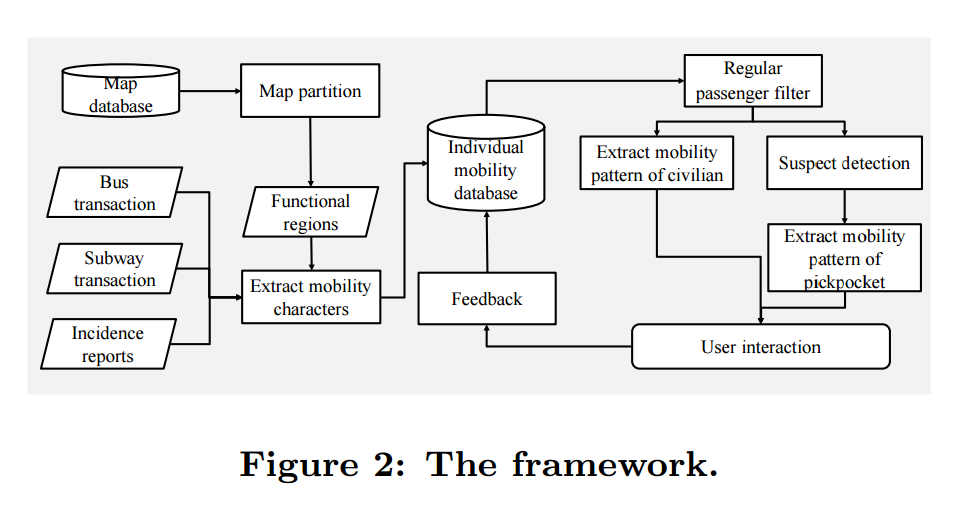 Map
database
Map partition
Bus
transaction
Subway
transaction
Incidence
reports
Functional
regions
Extract mobility
characters
Individual
mobility
database
Feedback
Regular
passenger filter
Extract mobility
pattern of civilian
Suspect detection
Extract mobility
pattern of
pickpocket
User interaction
Figure 2: The framework.